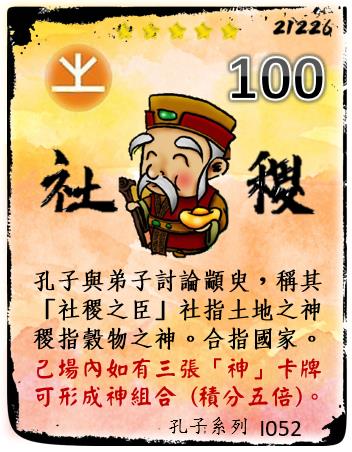 21226
100
社稷
孔子與弟子討論顓臾,稱其
「社稷之臣」社指土地之神
稷指穀物之神。合指國家。
己場內如有三張「神」卡牌
可形成神組合 (積分五倍)。
孔子系列 I052